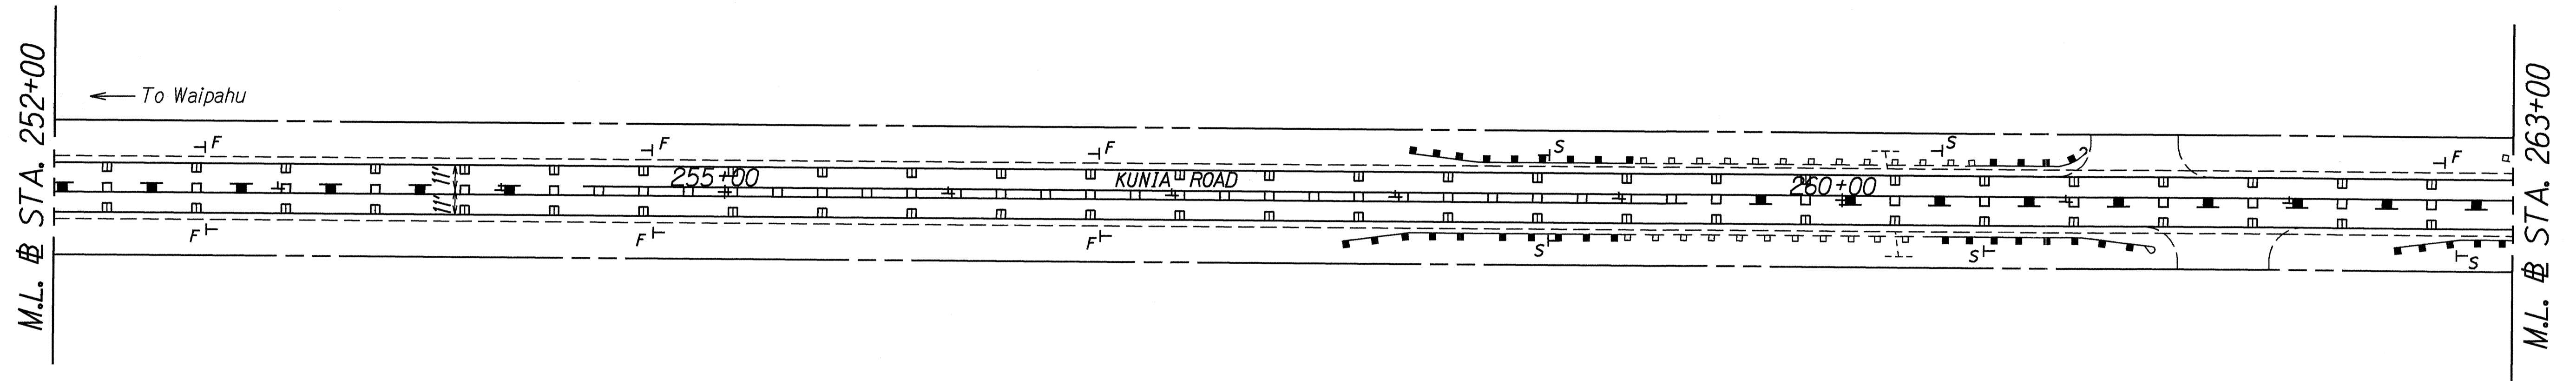 M.L. ⅊ STA. 252+00
← To Waipahu
F
F
F
S
S
F
11'
11'
255+00
KUNIA ROAD
260+00
F
F
F
S
S
S
M.L. ⅊ STA. 263+00